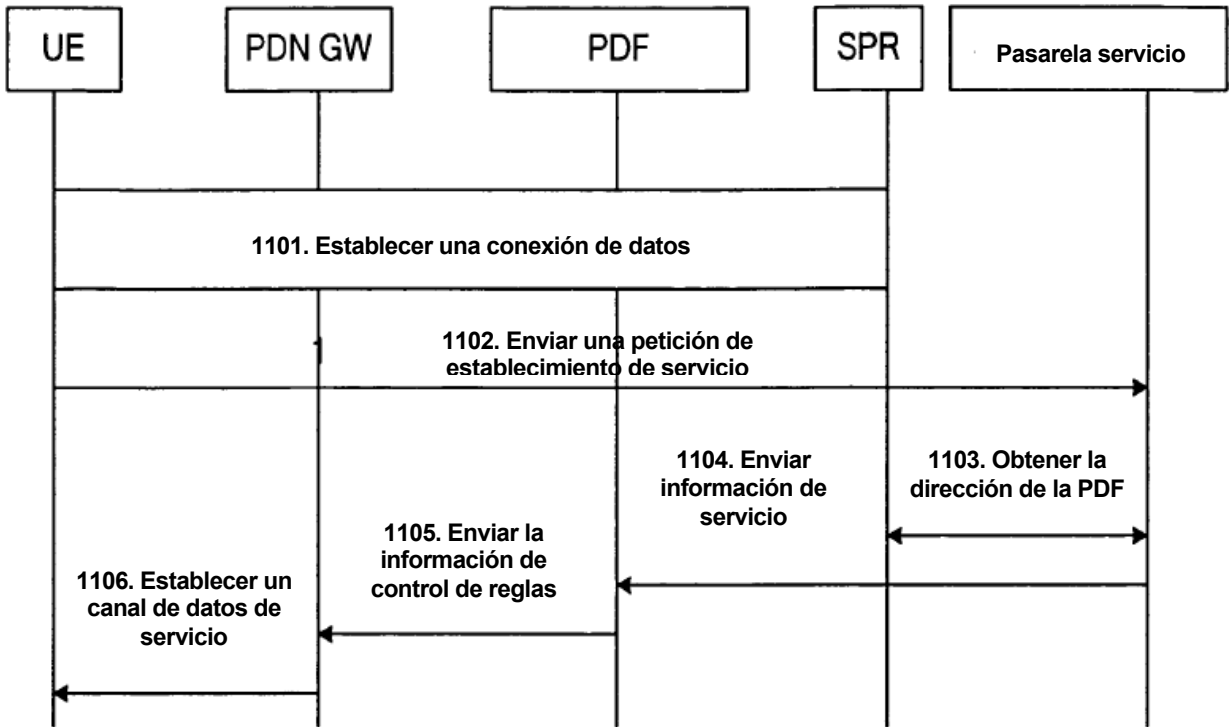 UE
PDN GW
PDF
SPR
Pasarela servicio
1101. Establecer una conexión de datos
1102. Enviar una petición de
establecimiento de servicio
1104. Enviar
información de
servicio
1103. Obtener la
dirección de la PDF
1105. Enviar la
información de
control de reglas
1106. Establecer un
canal de datos de
servicio